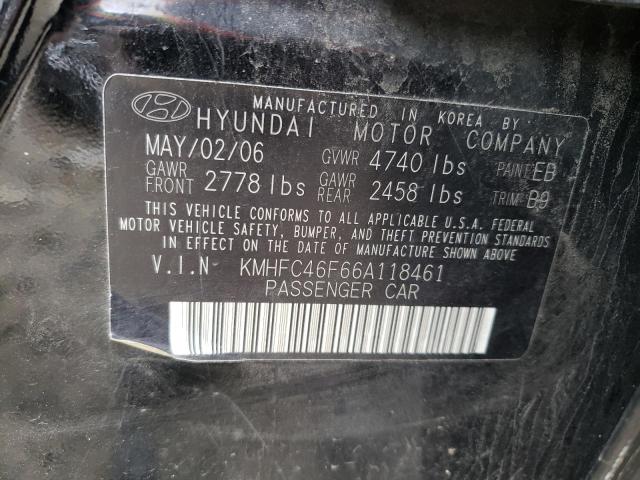 MANUFACTURED IN KOREA BY
HYUNDAI MOTOR COMPANY
MAY/02/06 GVWR 4740 lbs PAINT EB
GAWR FRONT 2778 lbs GAWR REAR 2458 lbs TRIM B9
THIS VEHICLE CONFORMS TO ALL APPLICABLE U.S.A. FEDERAL
MOTOR VEHICLE SAFETY, BUMPER, AND THEFT PREVENTION STANDARDS
IN EFFECT ON THE DATE OF MANUFACTURE SHOWN ABOVE
V.I.N KMHFC46F66A118461
PASSENGER CAR